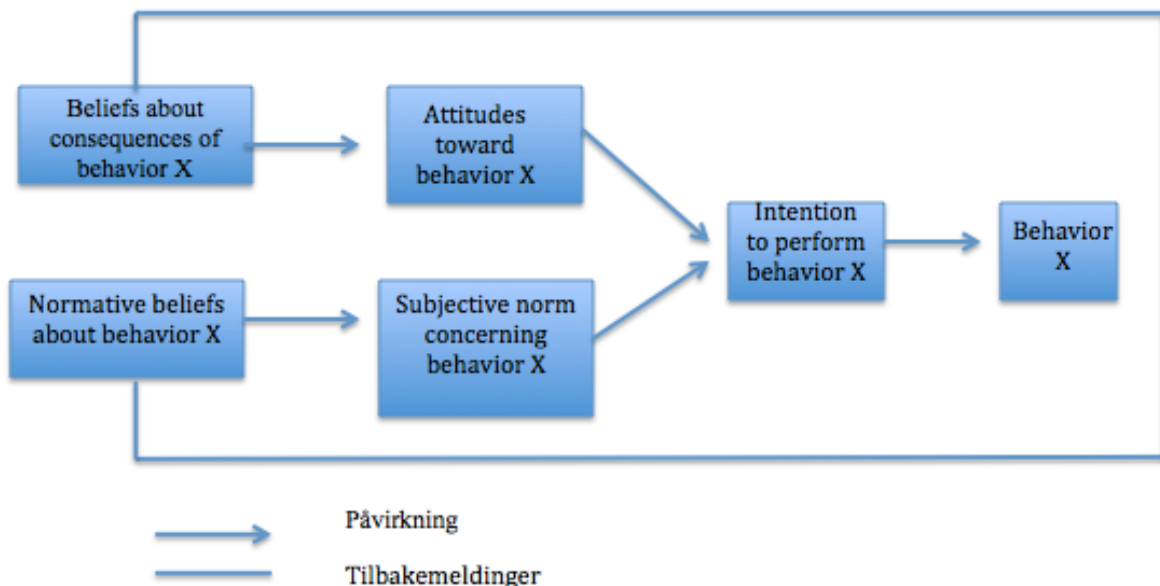 Beliefs about
consequences of
behavior X
Attitudes
toward
behavior X
Intention
to perform
behavior X
Behavior
X
Normative beliefs
about behavior X
Subjective norm
concerning
behavior X
Påvirkning
Tilbakemeldinger